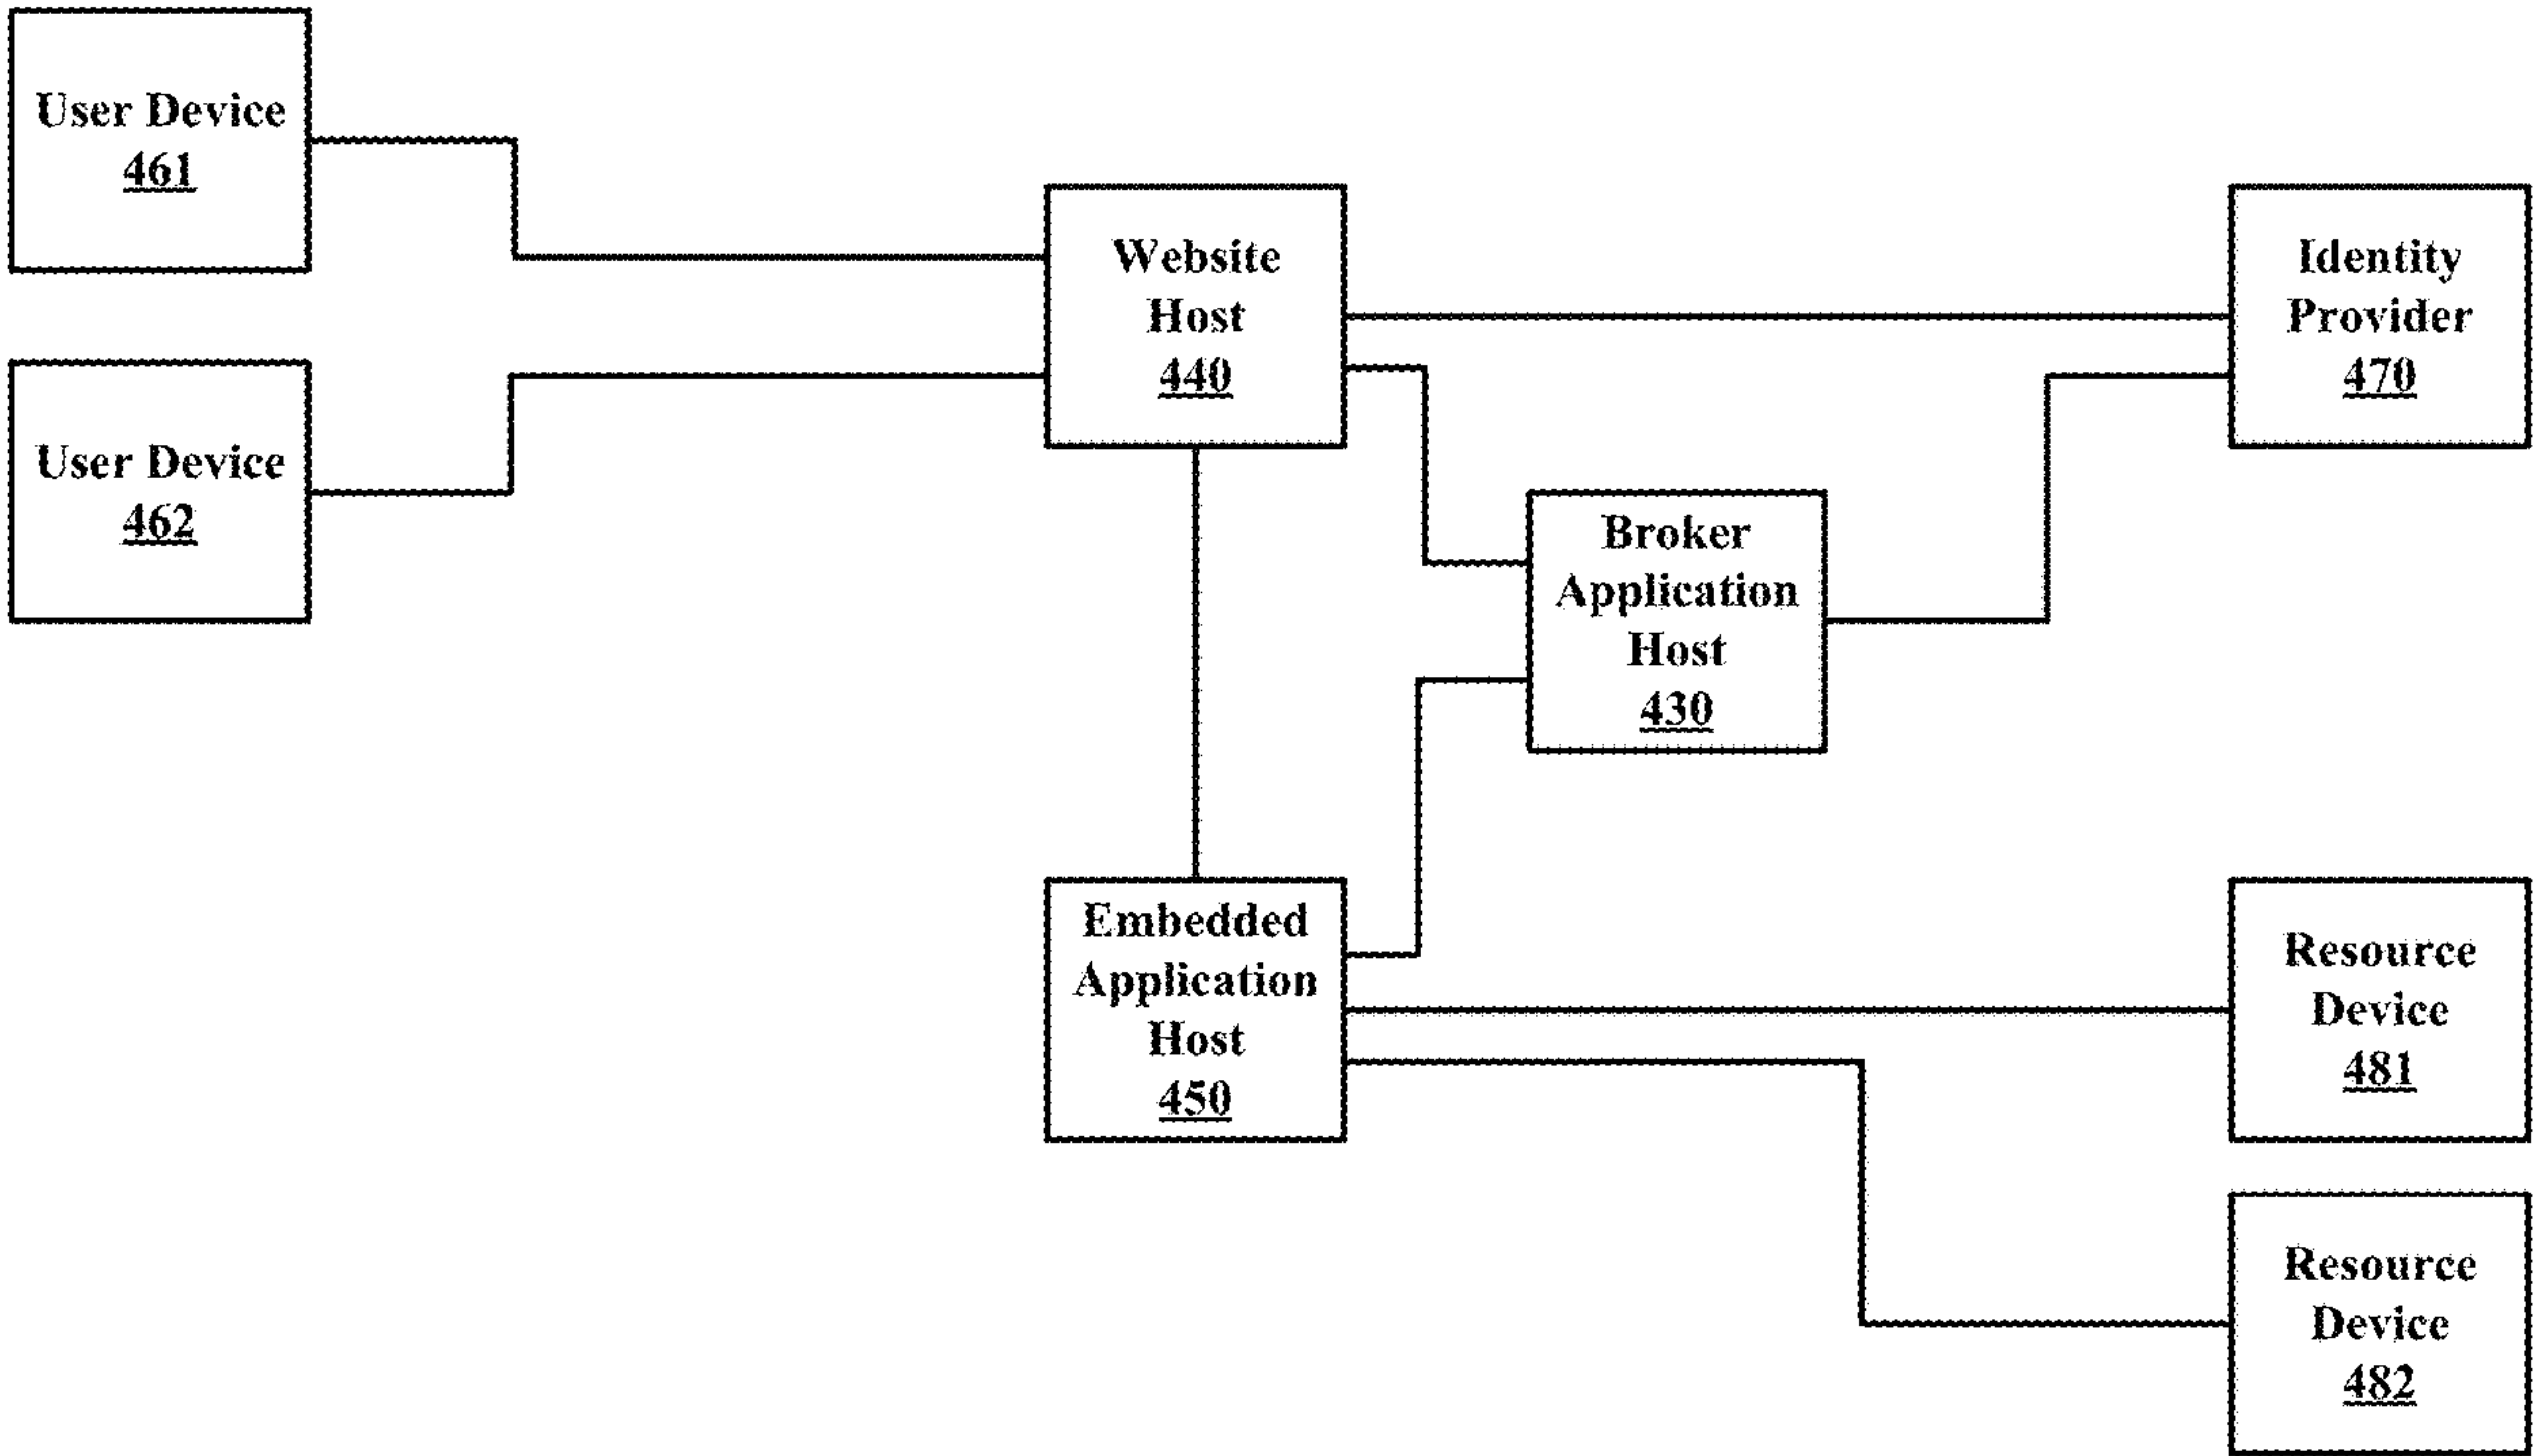 User Device
461
User Device
462
Website
Host
440
Identity
Provider
470
Broker
Application
Host
430
Embedded
Application
Host
450
Resource
Device
481
Resource
Device
482